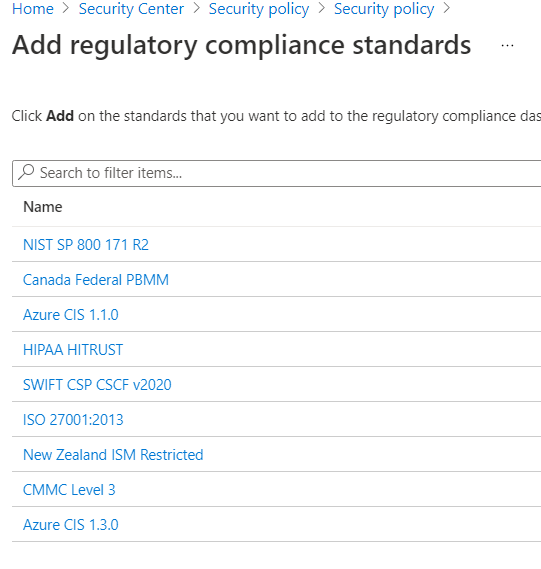 Home > Security Center > Security policy > Security policy >
Add regulatory compliance standards ...
Click Add on the standards that you want to add to the regulatory compliance das
Search to filter items...
Name
NIST SP 800 171 R2
Canada Federal PBMM
Azure CIS 1.1.0
HIPAA HITRUST
SWIFT CSP CSCF v2020
ISO 27001:2013
New Zealand ISM Restricted
CMMC Level 3
Azure CIS 1.3.0